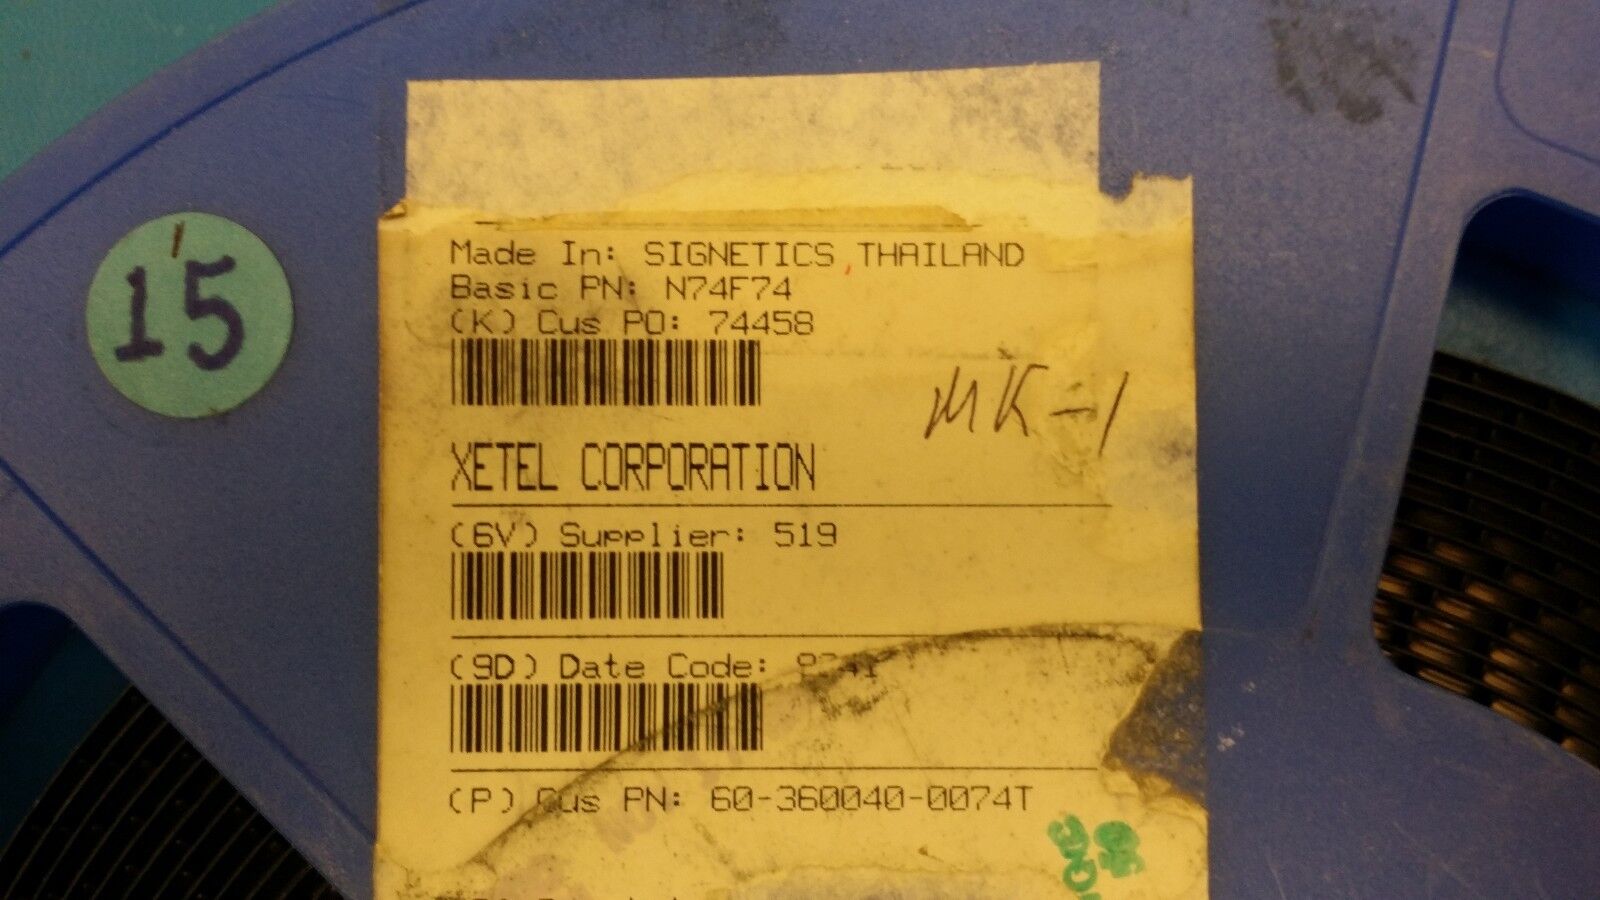 15
Made In: SIGNETICS THAILAND
Basic PN: N74F74
(K) Cus PO: 74458
MK-1
XETEL CORPORATION
(6V) Supplier: 519
(9D) Date Code:
(P) Cus PN: 60-360040-0074T